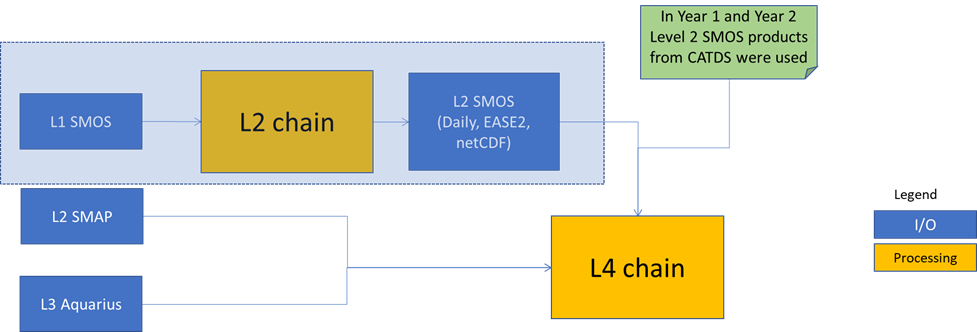 In Year 1 and Year 2
Level 2 SMOS products
from CATDS were used
L1 SMOS
L2 chain
L2 SMOS
(Daily, EASE2,
netCDF)
L2 SMAP
L3 Aquarius
L4 chain
Legend
I/O
Processing